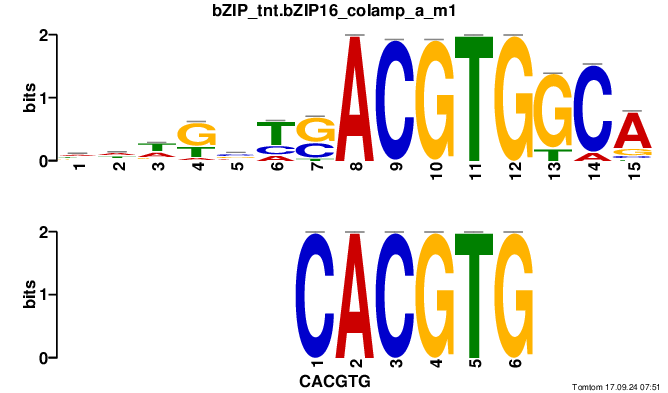 bZIP_tnt.bZIP16_colamp_a_m1
2
1
0
bits
G T G A C G T G G C A
T C C T A G
A
1 2 3 4 5 6 7 8 9 10 11 12 13 14 15
2
1
0
bits
C A C G T G
1 2 3 4 5 6
CACGTG
Tomtom 17.09.24 07:51